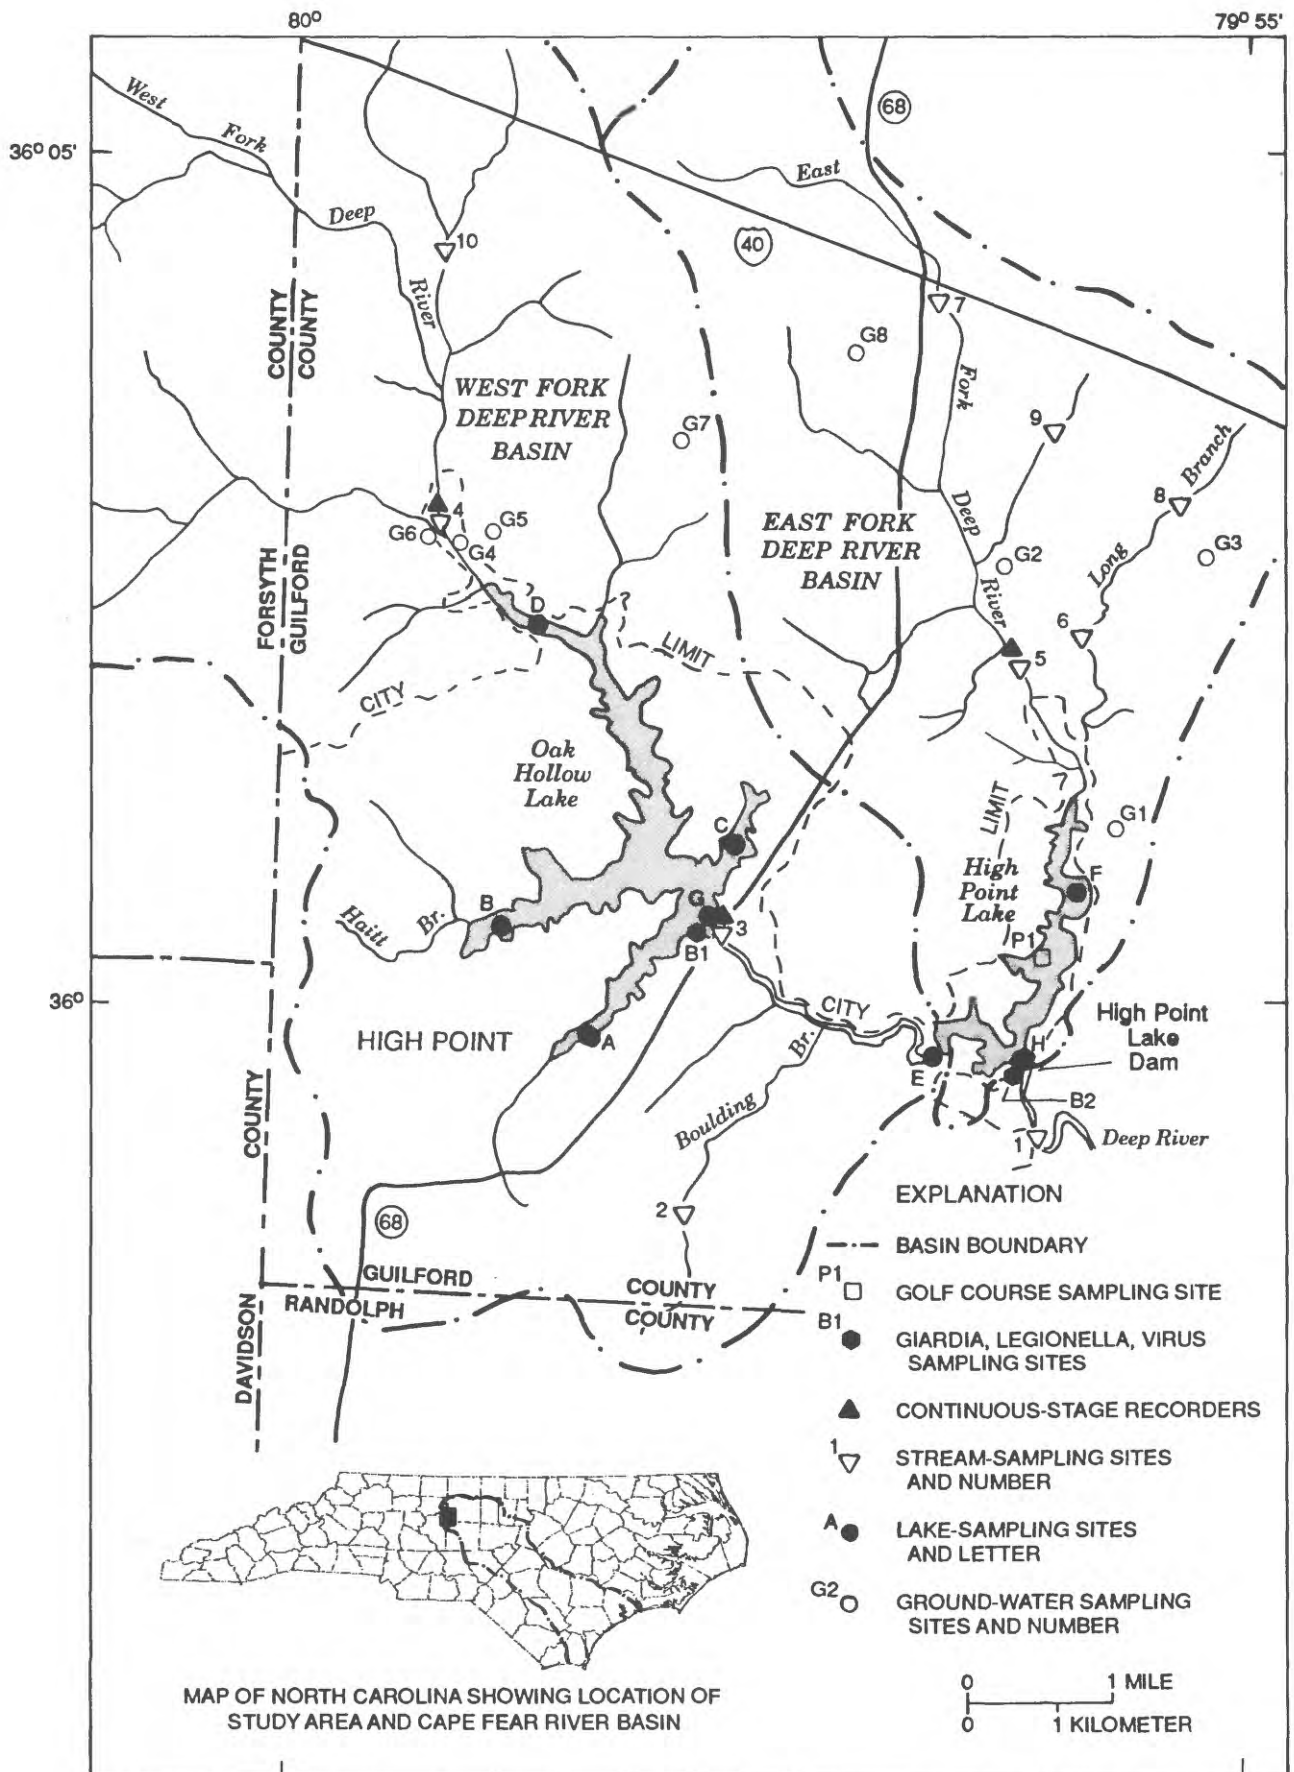 80°
79° 55'
68
West
Fork
36° 05'
East
Deep
10
40
River
7
COUNTY
COUNTY
G8
WEST FORK
DEEP RIVER
BASIN
Fork
G7
9
Branch
8
4
G5
G6
G4
EAST FORK
DEEP RIVER
BASIN
Deep
G2
G3
Long
FORSYTH
GUILFORD
D
?
?
River
6
LIMIT
5
CITY
Oak
Hollow
Lake
LIMIT
G1
C
High
Point
Lake
F
B
G
Haitt
Br.
3
B1
P1
36°
CITY
HIGH POINT
A
Br.
High Point
Lake
Dam
E
H
B2
COUNTY
Boulding
1
Deep River
2
68
EXPLANATION
BASIN BOUNDARY
GUILFORD
COUNTY
RANDOLPH
COUNTY
P1
GOLF COURSE SAMPLING SITE
B1
GIARDIA, LEGIONELLA, VIRUS
SAMPLING SITES
DAVIDSON
CONTINUOUS-STAGE RECORDERS
1
STREAM-SAMPLING SITES
AND NUMBER
A
LAKE-SAMPLING SITES
AND LETTER
G2
GROUND-WATER SAMPLING
SITES AND NUMBER
MAP OF NORTH CAROLINA SHOWING LOCATION OF
STUDY AREA AND CAPE FEAR RIVER BASIN
0 1 MILE
0 1 KILOMETER